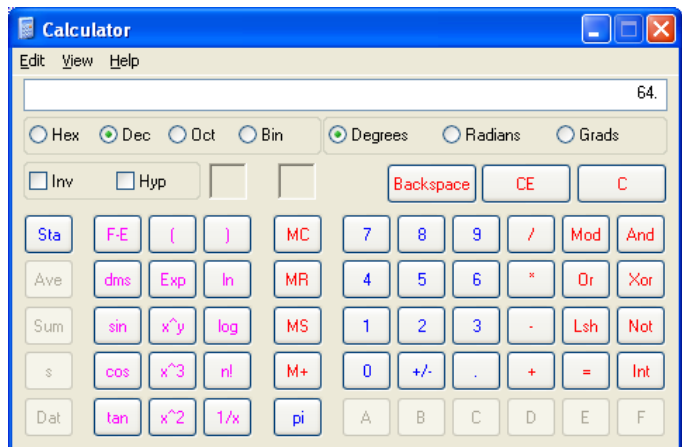 Calculator
Edit View Help
64.
Hex Dec Oct Bin Degrees Radians Grads
Inv Hyp Backspace CE C
Sta F-E ( ) MC 7 8 9 / Mod And
Ave dms Exp ln MR 4 5 6 * Or Xor
Sum sin x^y log MS 1 2 3 - Lsh Not
s cos x^3 n! M+ 0 +/- . + = Int
Dat tan x^2 1/x pi A B C D E F